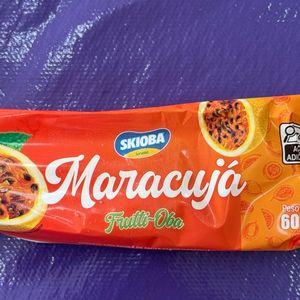 SKIOBA
Maracujá
Frutti-Oba
Peso
60